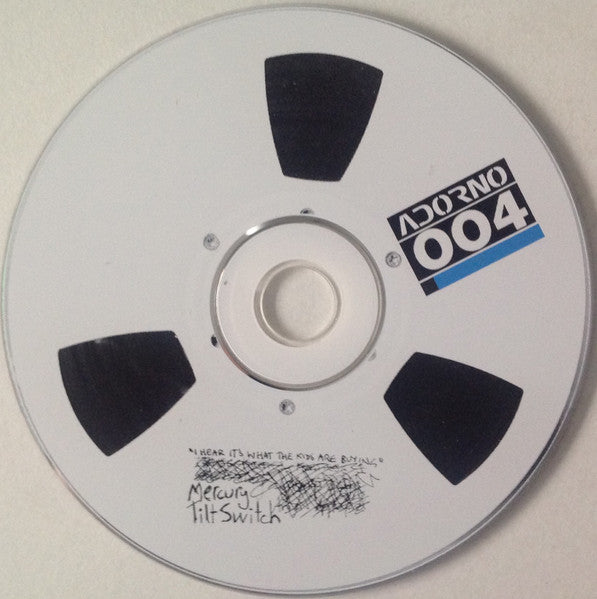 ADORNO
004
"I HEAR IT'S WHAT THE KIDS ARE BUYING"
Mercury
Tilt Switch